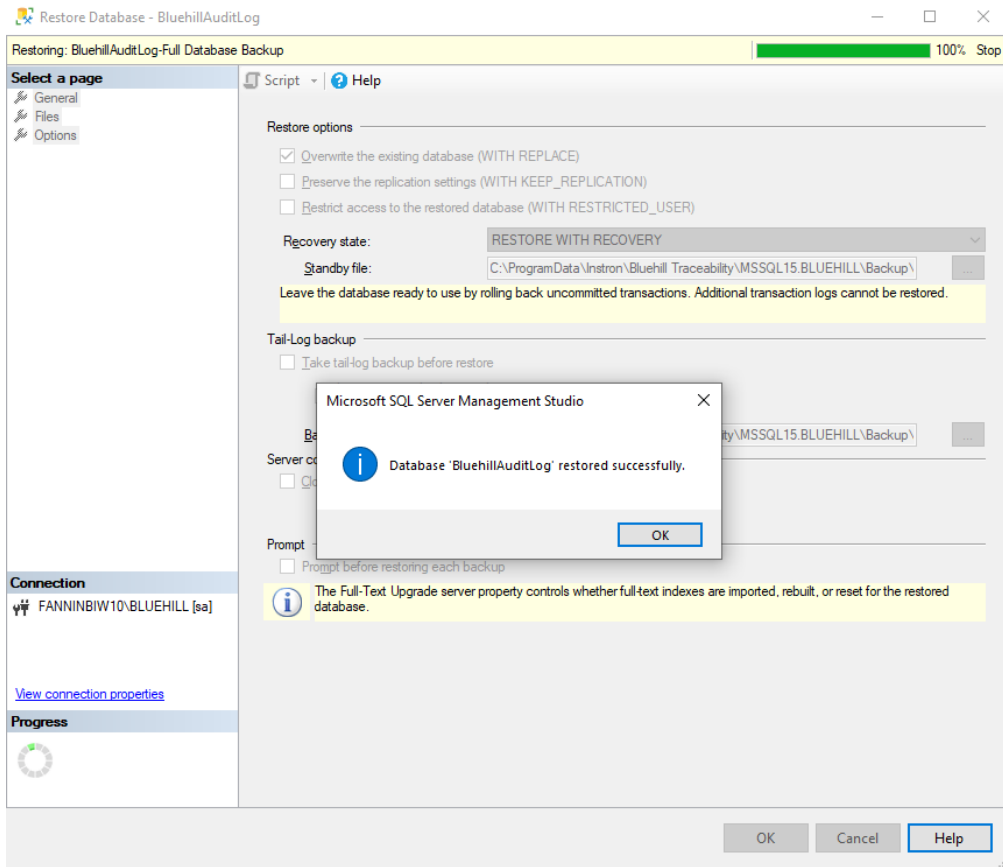 Restore Database - BluehillAuditLog
Restoring: BluehillAuditLog-Full Database Backup
100% Stop
Select a page
General
Files
Options
Script
Help
Restore options
Overwrite the existing database (WITH REPLACE)
Preserve the replication settings (WITH KEEP_REPLICATION)
Restrict access to the restored database (WITH RESTRICTED_USER)
Recovery state: RESTORE WITH RECOVERY
Standby file: C:\ProgramData\Instron\Bluehill Traceability\MSSQL15.BLUEHILL\Backup\ ...
Leave the database ready to use by rolling back uncommitted transactions. Additional transaction logs cannot be restored.
Tail-Log backup
Take tail-log backup before restore
Microsoft SQL Server Management Studio
Database 'BluehillAuditLog' restored successfully.
OK
Ba
ity\MSSQL15.BLUEHILL\Backup\ ...
Server co
Clo
Prompt
Prompt before restoring each backup
The Full-Text Upgrade server property controls whether full-text indexes are imported, rebuilt, or reset for the restored
database.
Connection
FANNINBIW10\BLUEHILL [sa]
View connection properties
Progress
OK Cancel Help